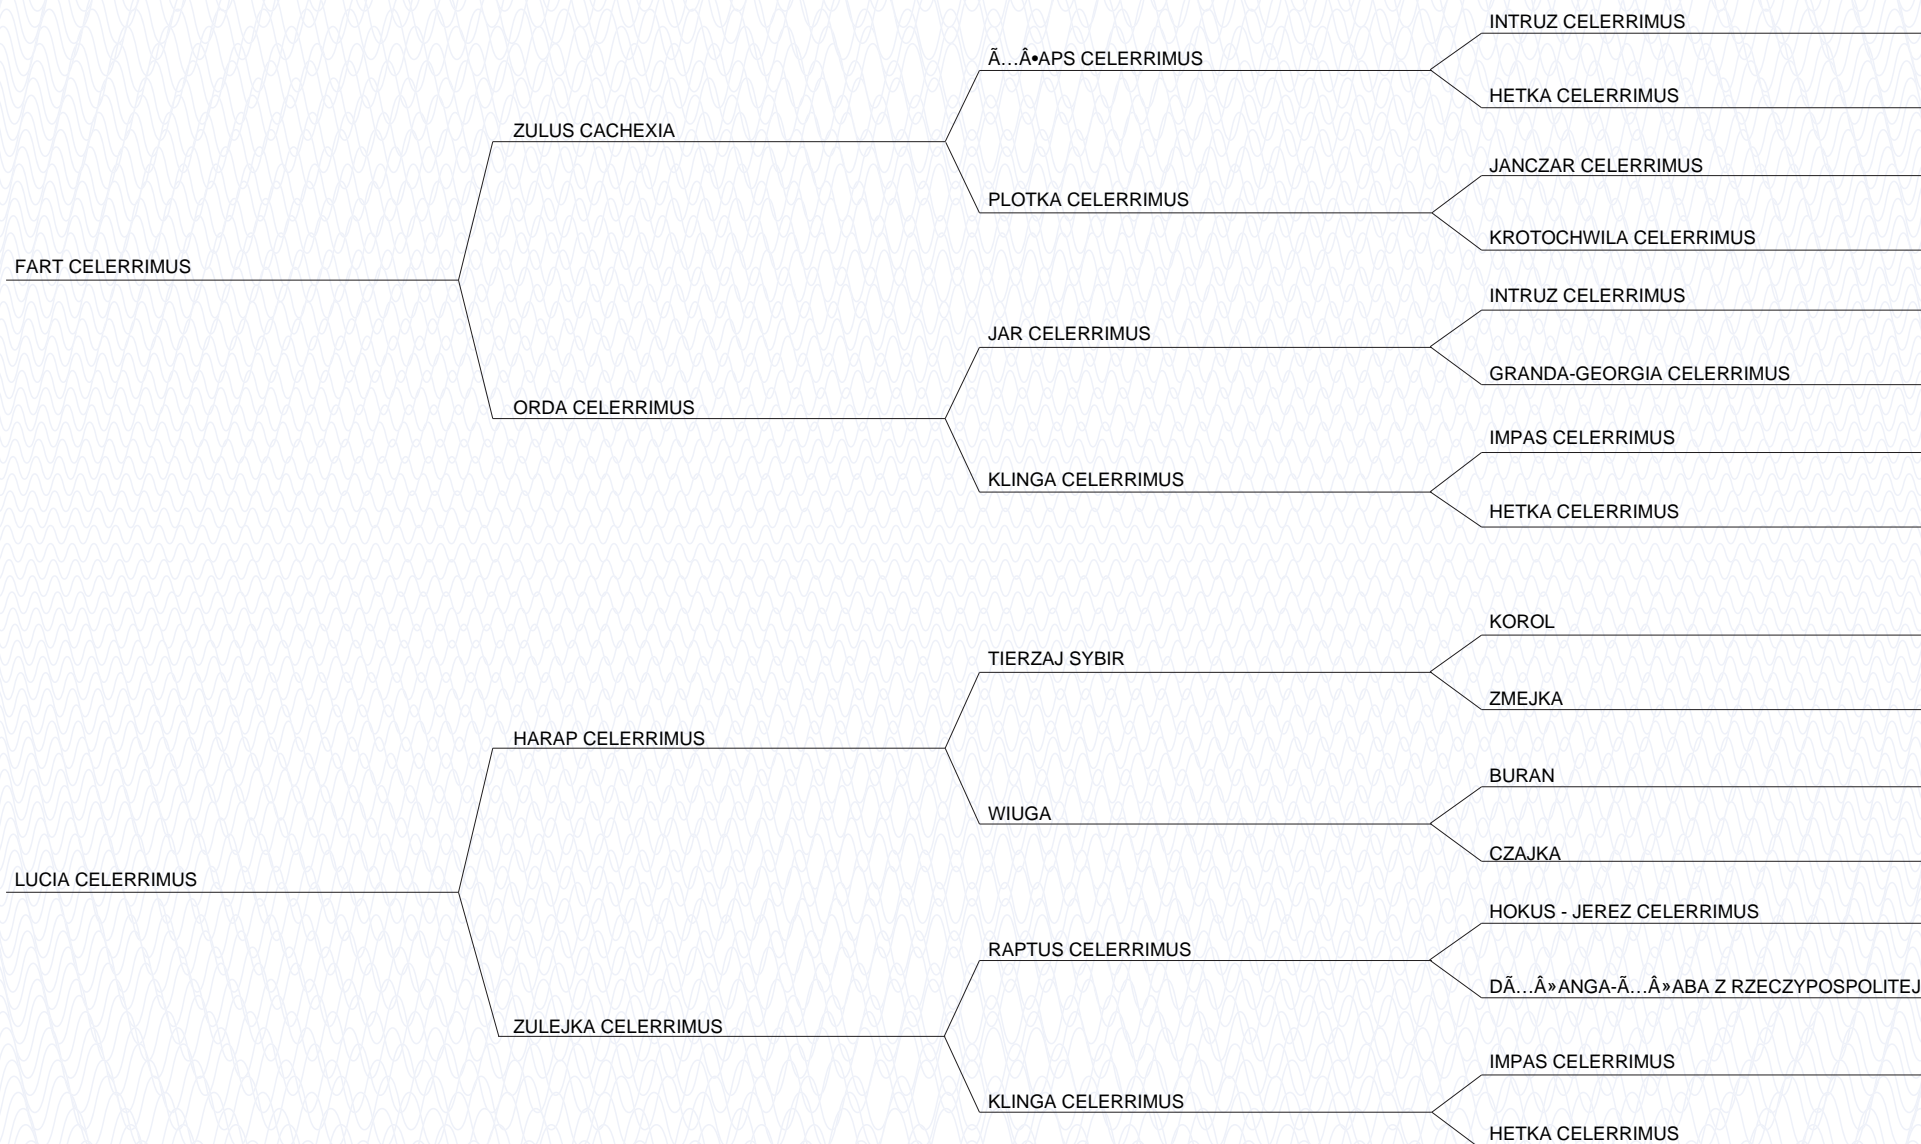 INTRUZ CELERRIMUS
Ã…Â•APS CELERRIMUS
HETKA CELERRIMUS
ZULUS CACHEXIA
JANCZAR CELERRIMUS
PLOTKA CELERRIMUS
KROTOCHWILA CELERRIMUS
FART CELERRIMUS
INTRUZ CELERRIMUS
JAR CELERRIMUS
GRANDA-GEORGIA CELERRIMUS
ORDA CELERRIMUS
IMPAS CELERRIMUS
KLINGA CELERRIMUS
HETKA CELERRIMUS
KOROL
TIERZAJ SYBIR
ZMEJKA
HARAP CELERRIMUS
BURAN
WIUGA
CZAJKA
LUCIA CELERRIMUS
HOKUS - JEREZ CELERRIMUS
RAPTUS CELERRIMUS
DÃ…Â»ANGA-Ã…Â»ABA Z RZECZYPOSPOLITEJ
ZULEJKA CELERRIMUS
IMPAS CELERRIMUS
KLINGA CELERRIMUS
HETKA CELERRIMUS